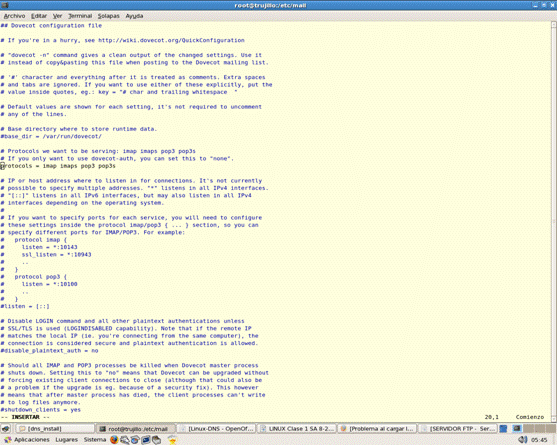 root@trujillo:/etc/mail
Archivo Editar Ver Terminal Solapas Ayuda
## Dovecot configuration file
# If you're in a hurry, see http://wiki.dovecot.org/QuickConfiguration
# "dovecot -n" command gives a clean output of the changed settings. Use it
# instead of copy&pasting this file when posting to the Dovecot mailing list.
# '#' character and everything after it is treated as comments. Extra spaces
# and tabs are ignored. If you want to use either of these explicitly, put the
# value inside quotes, eg.: key = "# char and trailing whitespace "
# Default values are shown for each setting, it's not required to uncomment
# any of the lines.
# Base directory where to store runtime data.
#base_dir = /var/run/dovecot/
# Protocols we want to be serving: imap imaps pop3 pop3s
# If you only want to use dovecot-auth, you can set this to "none".
protocols = imap imaps pop3 pop3s
# IP or host address where to listen in for connections. It's not currently
# possible to specify multiple addresses. "*" listens in all IPv4 interfaces.
# "[::]" listens in all IPv6 interfaces, but may also listen in all IPv4
# interfaces depending on the operating system.
#
# If you want to specify ports for each service, you will need to configure
# these settings inside the protocol imap/pop3 { ... } section, so you can
# specify different ports for IMAP/POP3. For example:
# protocol imap {
# listen = *:10143
# ssl_listen = *:10943
# ..
# }
# protocol pop3 {
# listen = *:10100
# ..
# }
#listen = [::]
# Disable LOGIN command and all other plaintext authentications unless
# SSL/TLS is used (LOGINDISABLED capability). Note that if the remote IP
# matches the local IP (ie. you're connecting from the same computer), the
# connection is considered secure and plaintext authentication is allowed.
#disable_plaintext_auth = no
# Should all IMAP and POP3 processes be killed when Dovecot master process
# shuts down. Setting this to "no" means that Dovecot can be upgraded without
# forcing existing client connections to close (although that could also be
# a problem if the upgrade is eg. because of a security fix). This however
# means that after master process has died, the client processes can't write
# to log files anymore.
#shutdown_clients = yes
-- INSERTAR -- 20,1 Comienzo
[dns_install] root@trujillo:/etc/mail [Linux-DNS - OpenOf... LINUX Clase 1 SA 8-2... [Problema al cargar l... [SERVIDOR FTP - Ser...
Aplicaciones Lugares Sistema 05:45